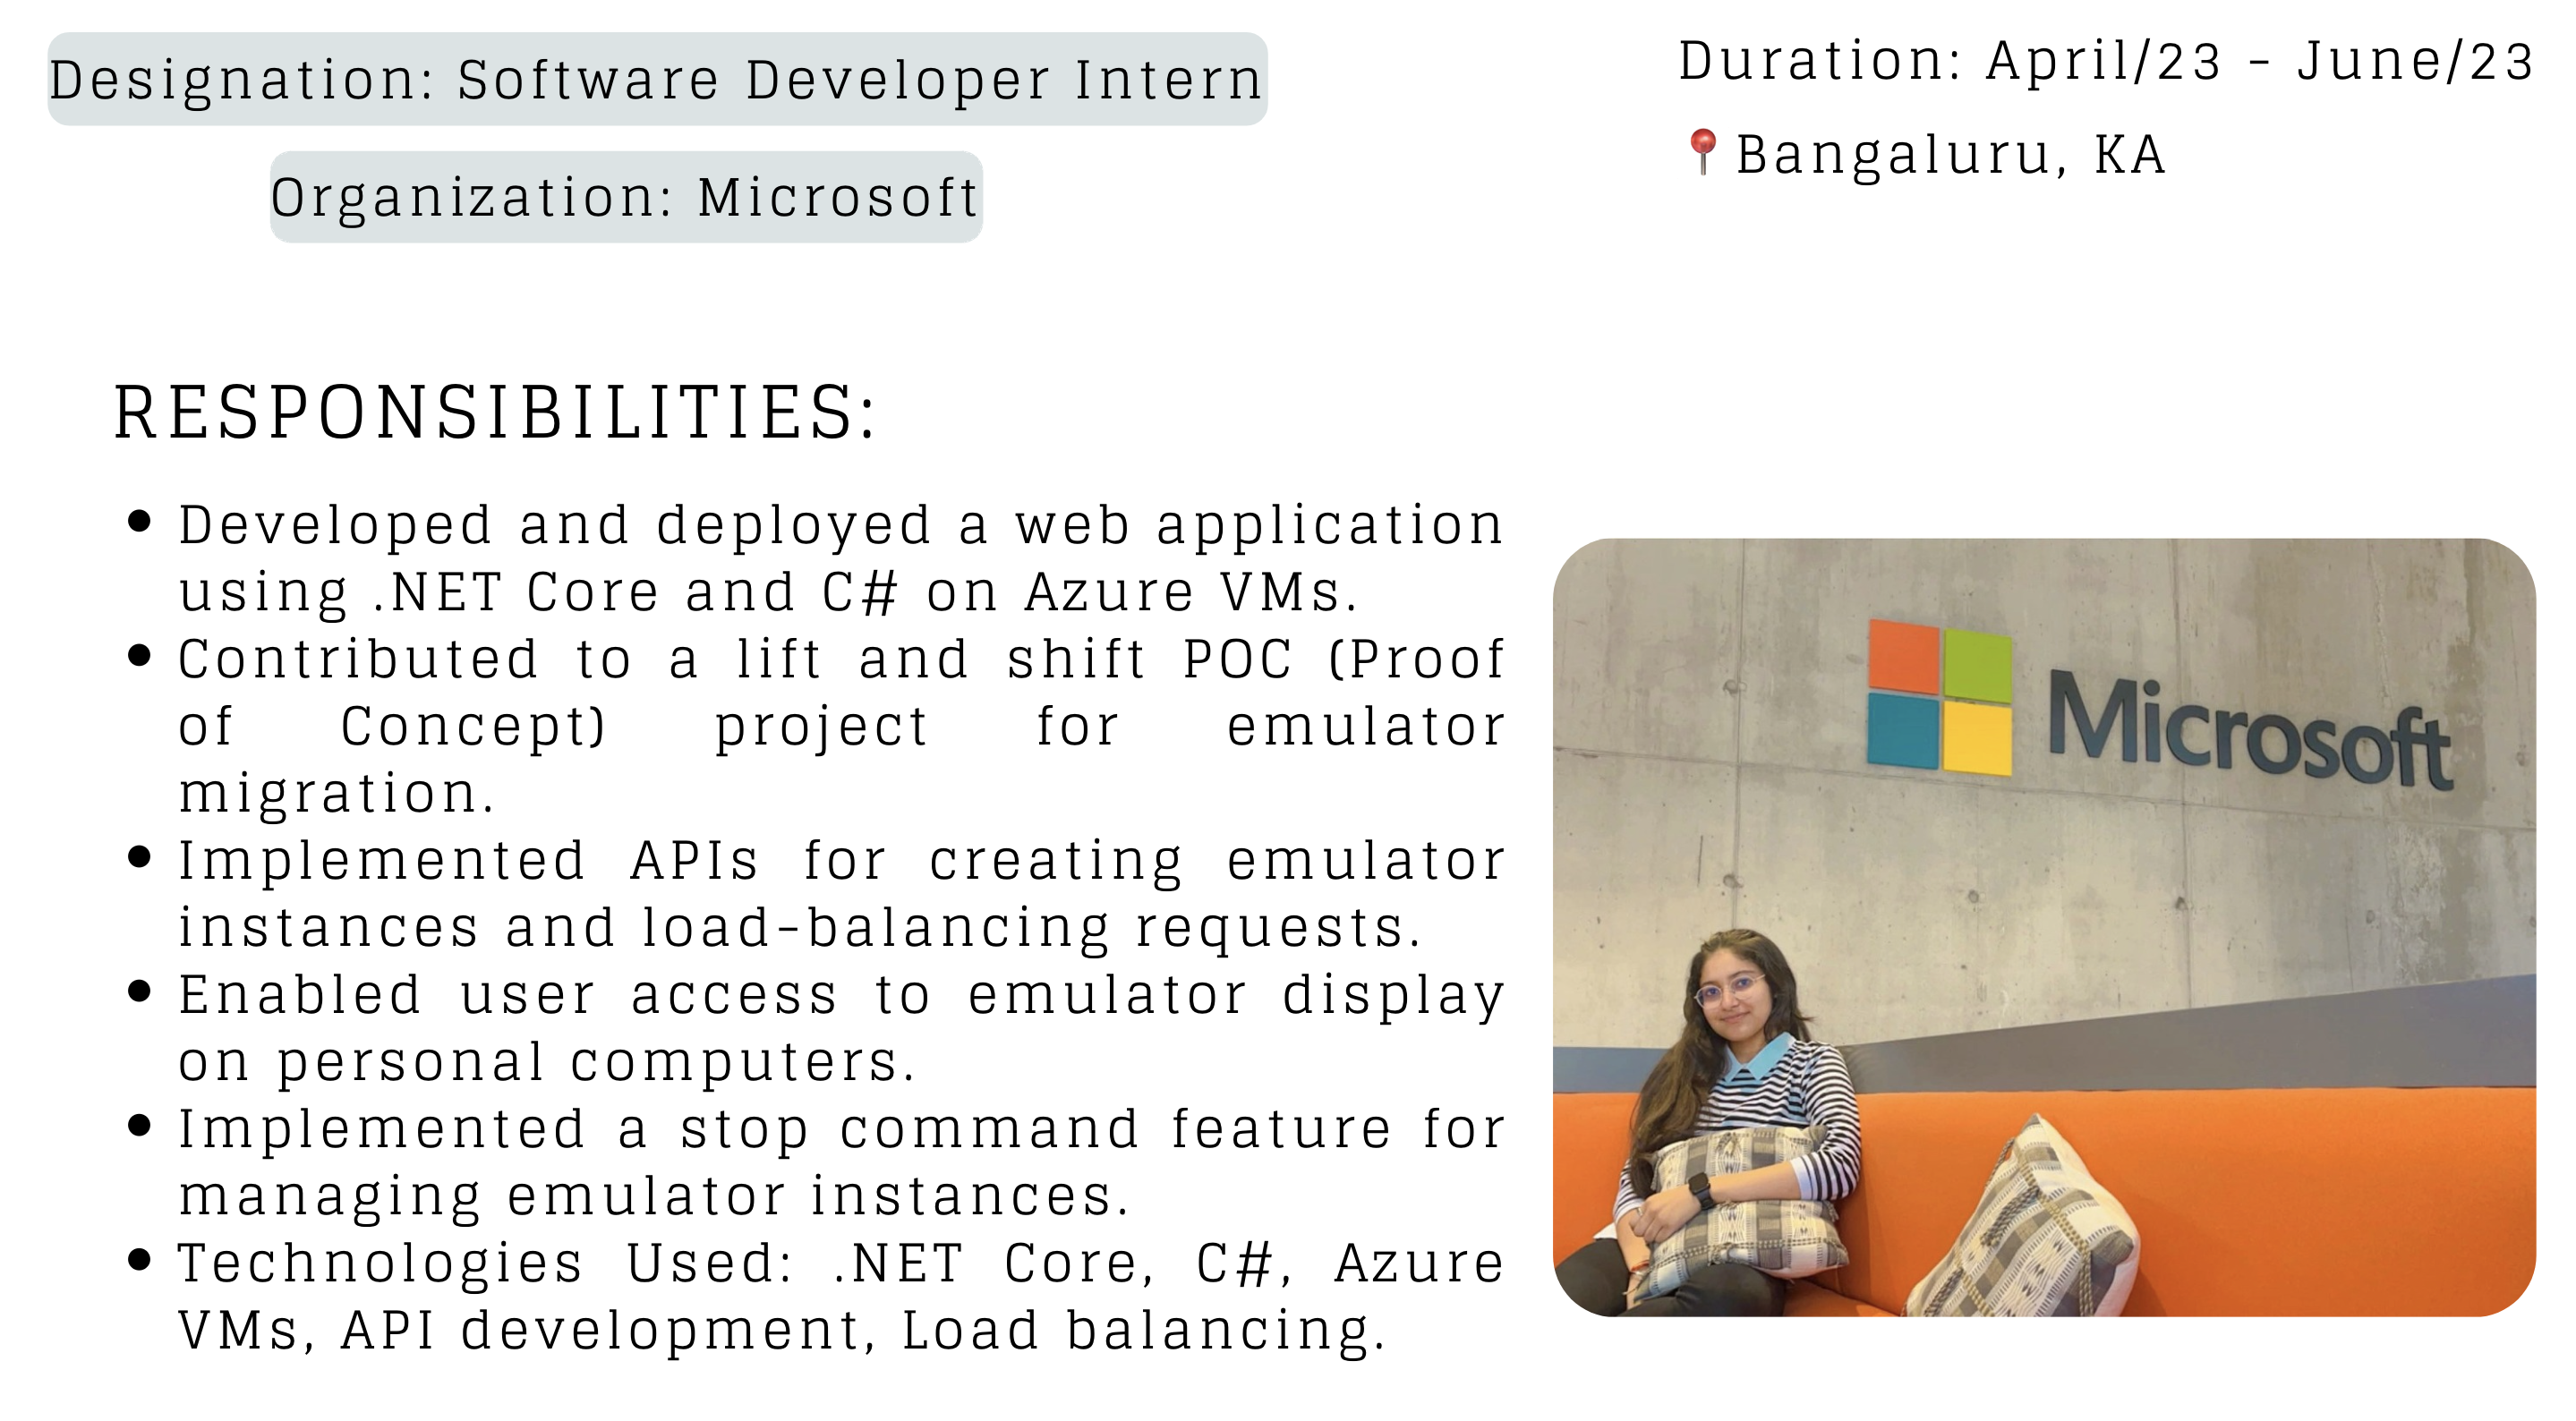 Designation: Software Developer Intern
Organization: Microsoft
Duration: April/23 - June/23
Bangaluru, KA
RESPONSIBILITIES:
Developed and deployed a web application
using .NET Core and C# on Azure VMs.
Contributed to a lift and shift POC (Proof
of Concept) project for emulator
migration.
Implemented APIs for creating emulator
instances and load-balancing requests.
Enabled user access to emulator display
on personal computers.
Implemented a stop command feature for
managing emulator instances.
Technologies Used: .NET Core, C#, Azure
VMs, API development, Load balancing.
Microsoft